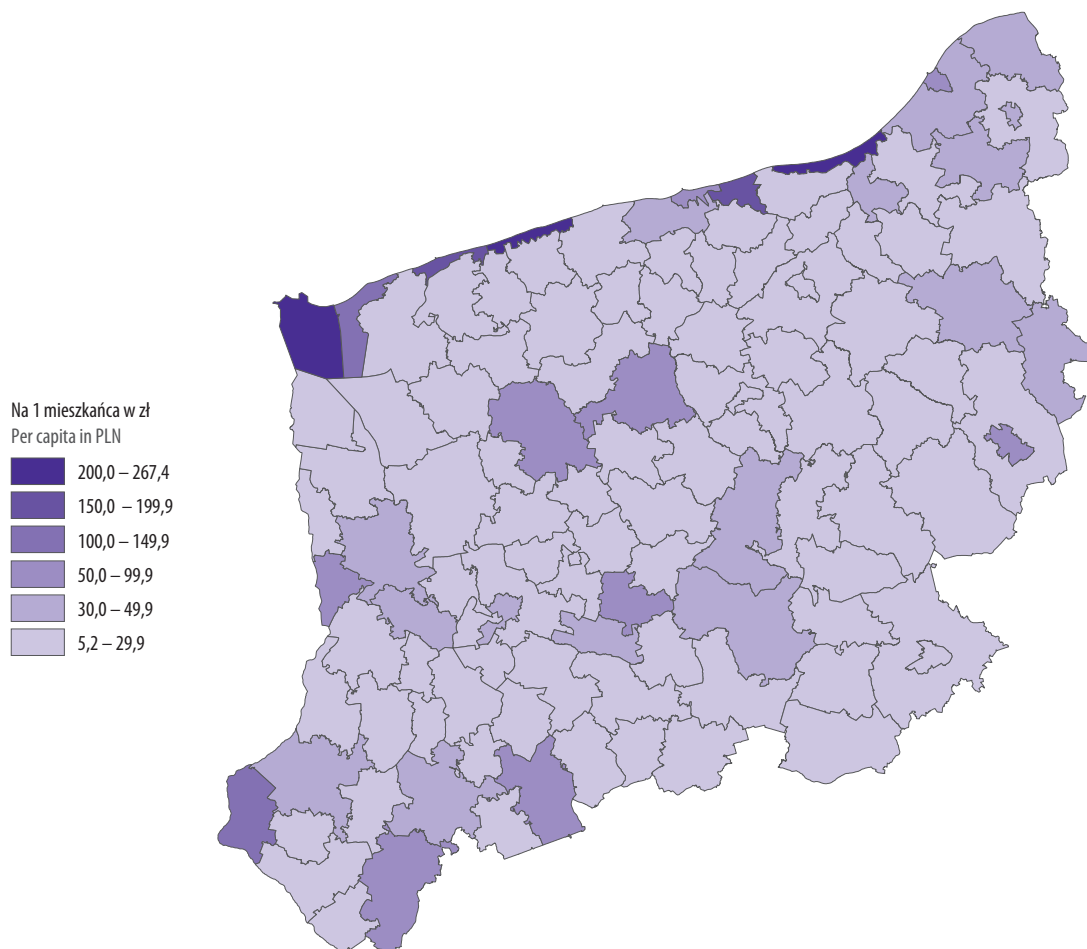 Na 1 mieszkańca w zł
Per capita in PLN
200,0 – 267,4
150,0 – 199,9
100,0 – 149,9
50,0 – 99,9
30,0 – 49,9
5,2 – 29,9